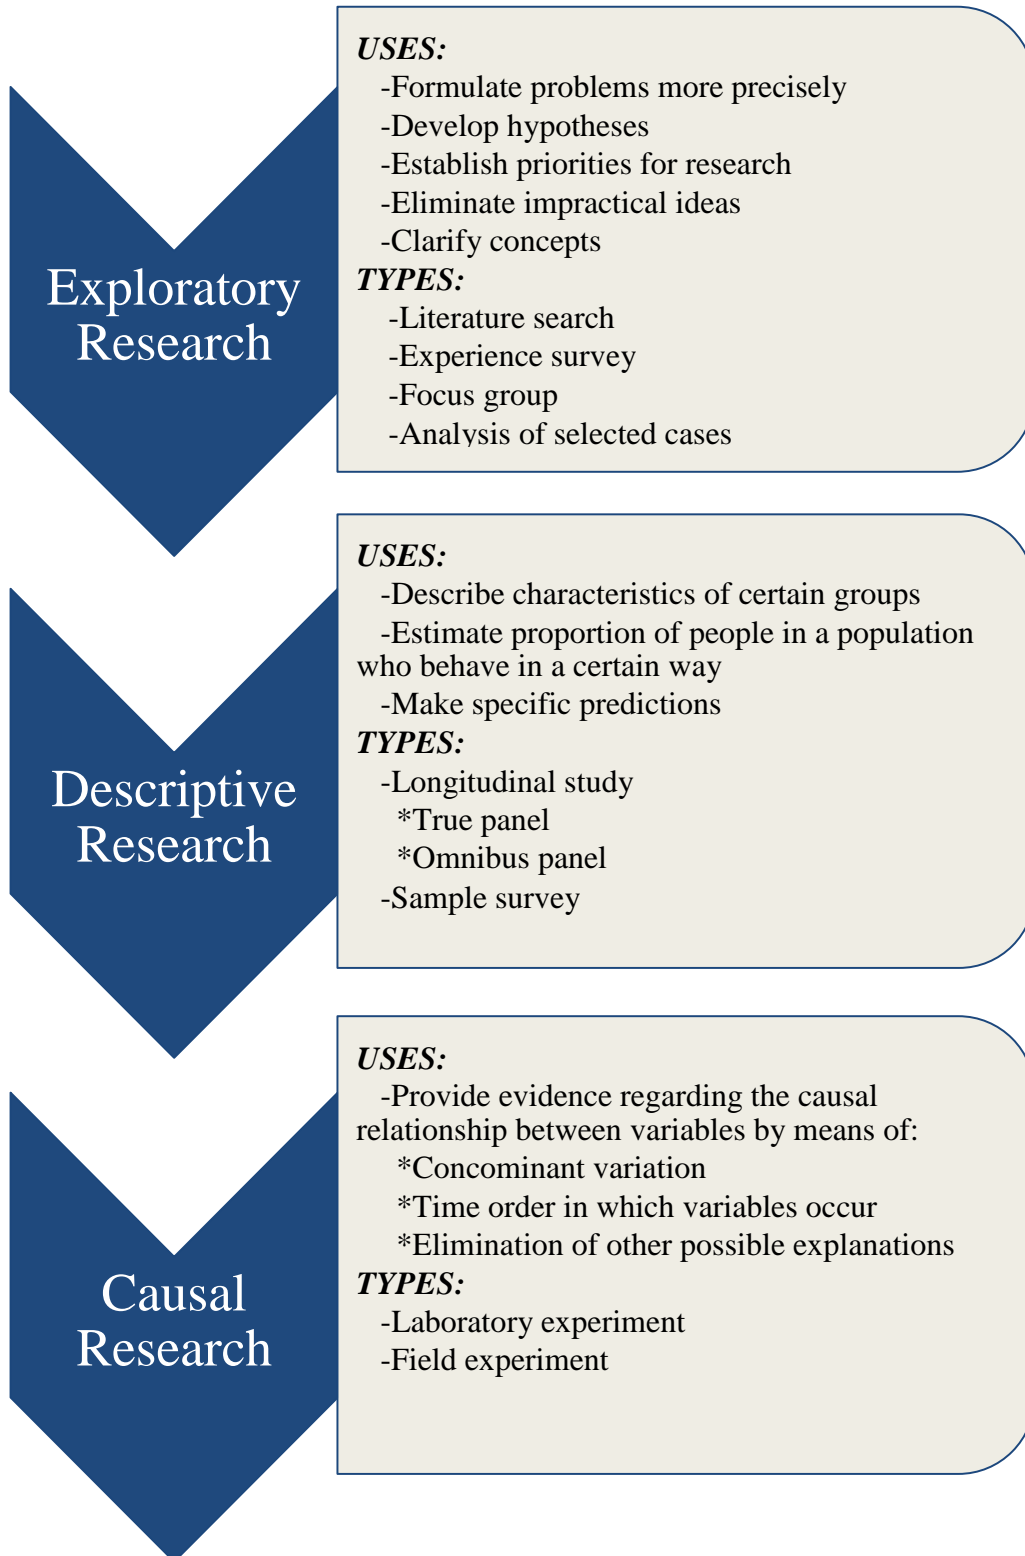 Exploratory
Research
USES:
-Formulate problems more precisely
-Develop hypotheses
-Establish priorities for research
-Eliminate impractical ideas
-Clarify concepts
TYPES:
-Literature search
-Experience survey
-Focus group
-Analysis of selected cases
Descriptive
Research
USES:
-Describe characteristics of certain groups
-Estimate proportion of people in a population
who behave in a certain way
-Make specific predictions
TYPES:
-Longitudinal study
*True panel
*Omnibus panel
-Sample survey
Causal
Research
USES:
-Provide evidence regarding the causal
relationship between variables by means of:
*Concominant variation
*Time order in which variables occur
*Elimination of other possible explanations
TYPES:
-Laboratory experiment
-Field experiment